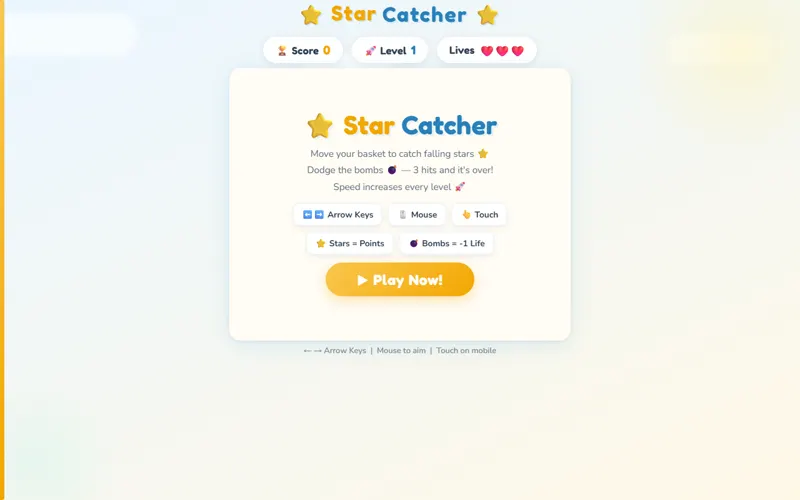 ⭐ Star Catcher ⭐
🏆 Score 0
🚀 Level 1
Lives ❤️❤️❤️
⭐ Star Catcher
Move your basket to catch falling stars ⭐
Dodge the bombs 💣 — 3 hits and it's over!
Speed increases every level 🚀
⬅️➡️ Arrow Keys
🖱️ Mouse
👆 Touch
⭐ Stars = Points
💣 Bombs = -1 Life
▶ Play Now!
←→ Arrow Keys | Mouse to aim | Touch on mobile